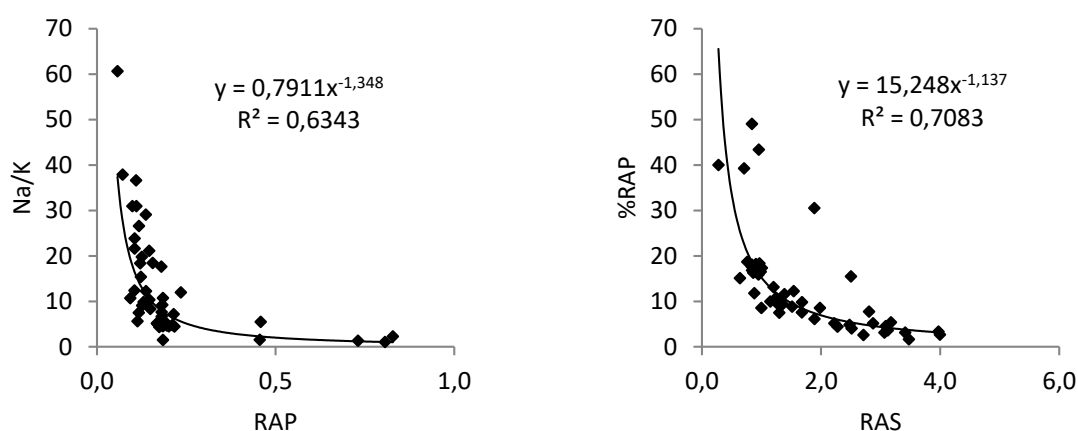 70
60
50
40
30
20
10
0
Na/K
y = 0,7911x^-1,348
R² = 0,6343
0,0 0,5 1,0
RAP
70
60
50
40
30
20
10
0
%RAP
y = 15,248x^-1,137
R² = 0,7083
0,0 2,0 4,0 6,0
RAS